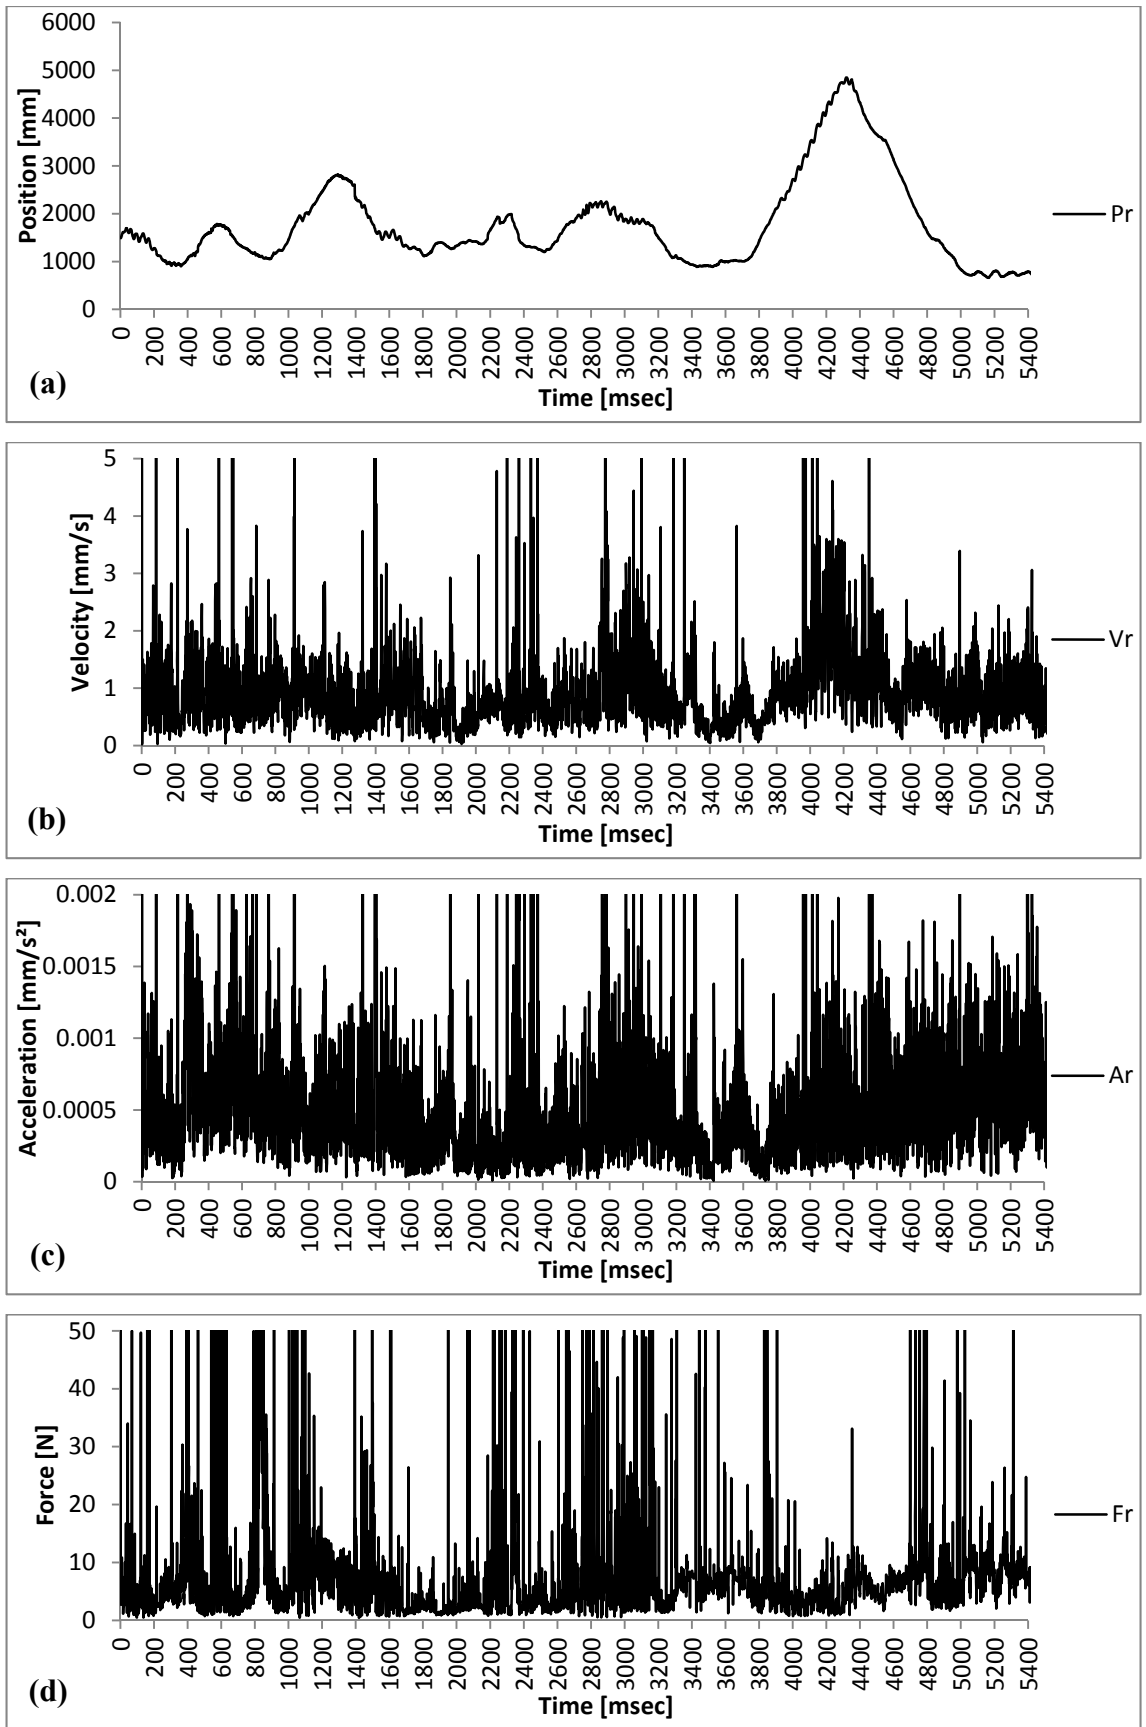 6000
5000
4000
3000
2000
1000
0
Position [mm]
Pr
0 200 400 600 800 1000 1200 1400 1600 1800 2000 2200 2400 2600 2800 3000 3200 3400 3600 3800 4000 4200 4400 4600 4800 5000 5200 5400
Time [msec]
(a)
5
4
3
2
1
0
Velocity [mm/s]
Vr
0 200 400 600 800 1000 1200 1400 1600 1800 2000 2200 2400 2600 2800 3000 3200 3400 3600 3800 4000 4200 4400 4600 4800 5000 5200 5400
Time [msec]
(b)
0.002
0.0015
0.001
0.0005
0
Acceleration [mm/s²]
Ar
0 200 400 600 800 1000 1200 1400 1600 1800 2000 2200 2400 2600 2800 3000 3200 3400 3600 3800 4000 4200 4400 4600 4800 5000 5200 5400
Time [msec]
(c)
50
40
30
20
10
0
Force [N]
Fr
0 200 400 600 800 1000 1200 1400 1600 1800 2000 2200 2400 2600 2800 3000 3200 3400 3600 3800 4000 4200 4400 4600 4800 5000 5200 5400
Time [msec]
(d)